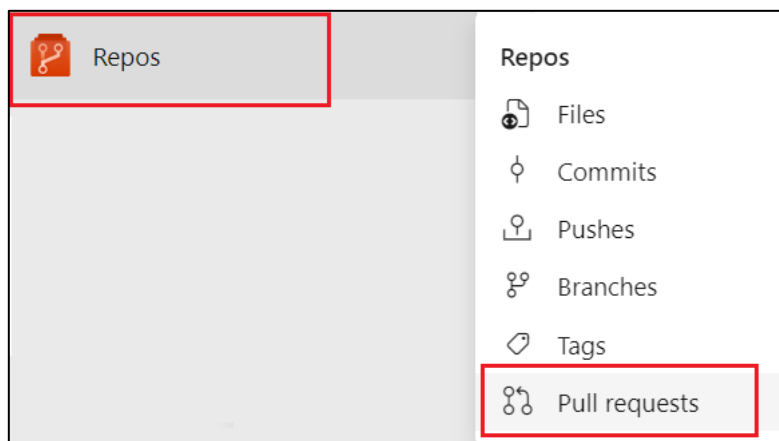 Repos
Repos
Files
Commits
Pushes
Branches
Tags
Pull requests